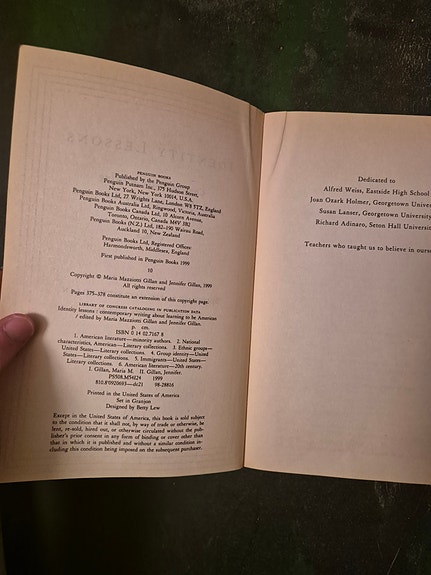 PENGUIN BOOKS
Published by the Penguin Group
Penguin Putnam Inc., 375 Hudson Street,
New York, New York 10014, U.S.A.
Penguin Books Ltd, 27 Wrights Lane, London W8 5TZ, England
Penguin Books Australia Ltd, Ringwood, Victoria, Australia
Penguin Books Canada Ltd, 10 Alcorn Avenue,
Toronto, Ontario, Canada M4V 3B2
Penguin Books (N.Z.) Ltd, 182–190 Wairau Road,
Auckland 10, New Zealand
Penguin Books Ltd, Registered Offices:
Harmondsworth, Middlesex, England
First published in Penguin Books 1999
10
Copyright © Maria Mazziotti Gillan and Jennifer Gillan, 1999
All rights reserved
Pages 375–378 constitute an extension of this copyright page.
LIBRARY OF CONGRESS CATALOGING IN PUBLICATION DATA
Identity lessons : contemporary writing about learning to be American
/ edited by Maria Mazziotti Gillan and Jennifer Gillan.
p. cm.
ISBN 0 14 02.7167 8
1. American literature—minority authors. 2. National
characteristics, American—Literary collections. 3. Ethnic groups—
United States—Literary collections. 4. Group identity—United
States—Literary collections. 5. Immigrants—United States—
Literary collections. 6. American literature—20th century.
I. Gillan, Maria M. II. Gillan, Jennifer.
PS508.M54I24 1999
810.8'0920693—dc21 98-28816
Printed in the United States of America
Set in Granjon
Designed by Betty Lew
Except in the United States of America, this book is sold subject
to the condition that it shall not, by way of trade or otherwise, be
lent, re-sold, hired out, or otherwise circulated without the pub-
lisher's prior consent in any form of binding or cover other than
that in which it is published and without a similar condition in-
cluding this condition being imposed on the subsequent purchaser.
Dedicated to
Alfred Weiss, Eastside High School
Joan Ozark Holmer, Georgetown Univer
Susan Lanser, Georgetown University
Richard Adinaro, Seton Hall Universit
Teachers who taught us to believe in ourse